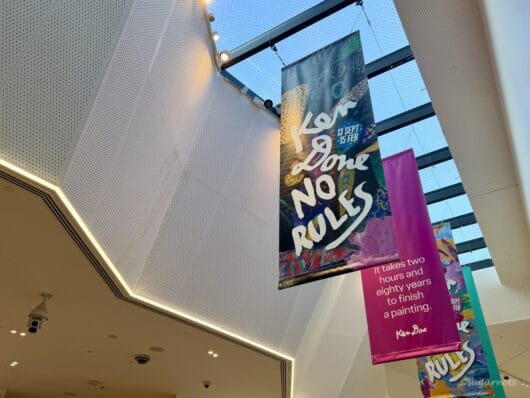 Ken
Done
13 SEPT
-15 FEB
NO
RULES
It takes two
hours and
eighty years
to finish
a painting.
Ken Done
RULES
sugarnote